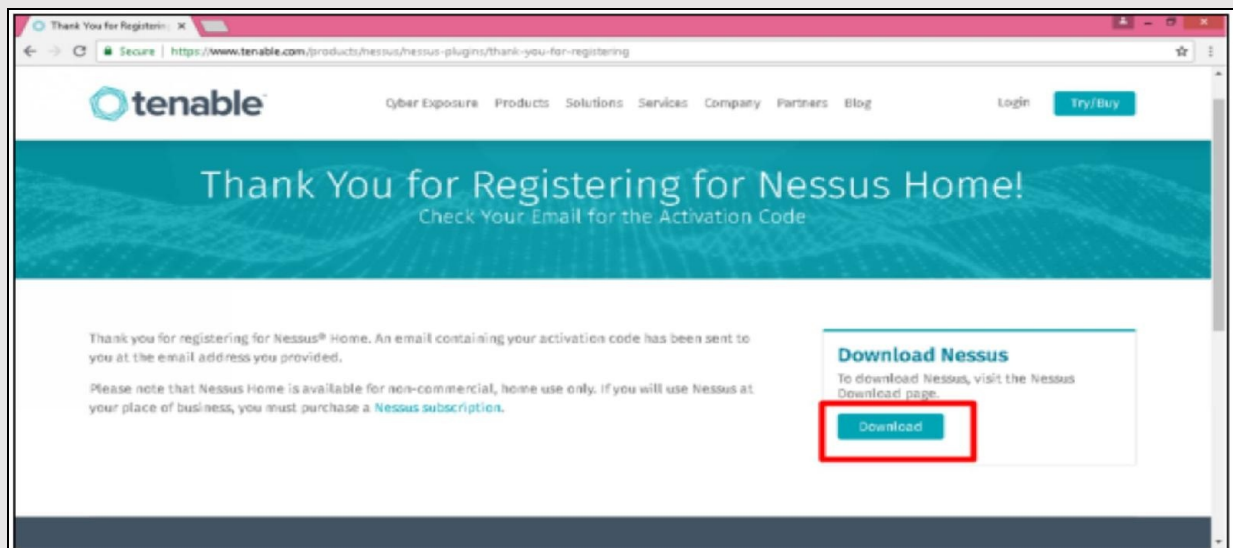 Thank You for Registering
Secure | https://www.tenable.com/products/nessus/nessus-plugins/thank-you-for-registering
tenable
Cyber Exposure Products Solutions Services Company Partners Blog Login Try/Buy
Thank You for Registering for Nessus Home!
Check Your Email for the Activation Code
Thank you for registering for Nessus® Home. An email containing your activation code has been sent to
you at the email address you provided.
Please note that Nessus Home is available for non-commercial, home use only. If you will use Nessus at
your place of business, you must purchase a Nessus subscription.
Download Nessus
To download Nessus, visit the Nessus
Download page.
Download